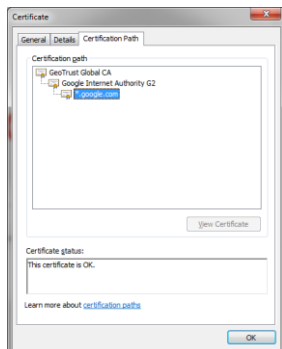 Certificate
General Details Certification Path
Certification path
GeoTrust Global CA
Google Internet Authority G2
*.google.com
View Certificate
Certificate status:
This certificate is OK.
Learn more about certification paths
OK